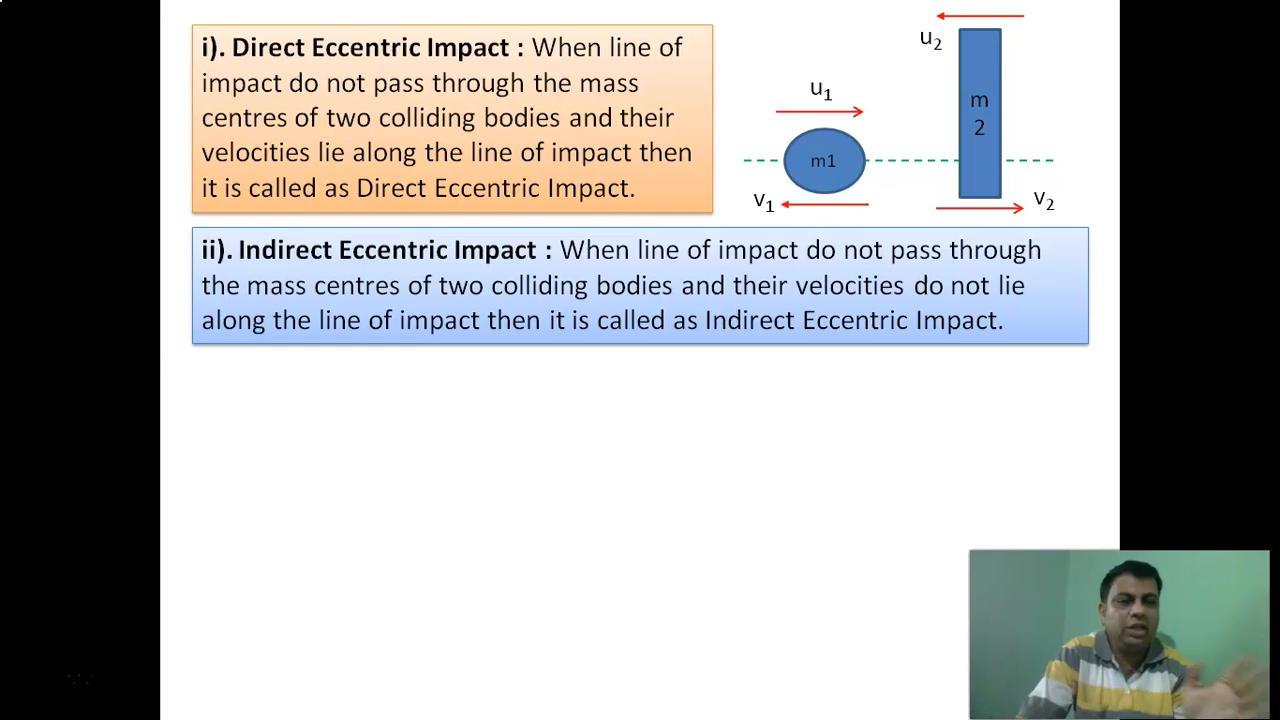 i). Direct Eccentric Impact : When line of
impact do not pass through the mass
centres of two colliding bodies and their
velocities lie along the line of impact then
it is called as Direct Eccentric Impact.
u₁
u₂
m1
m
2
v₁
v₂
ii). Indirect Eccentric Impact : When line of impact do not pass through
the mass centres of two colliding bodies and their velocities do not lie
along the line of impact then it is called as Indirect Eccentric Impact.